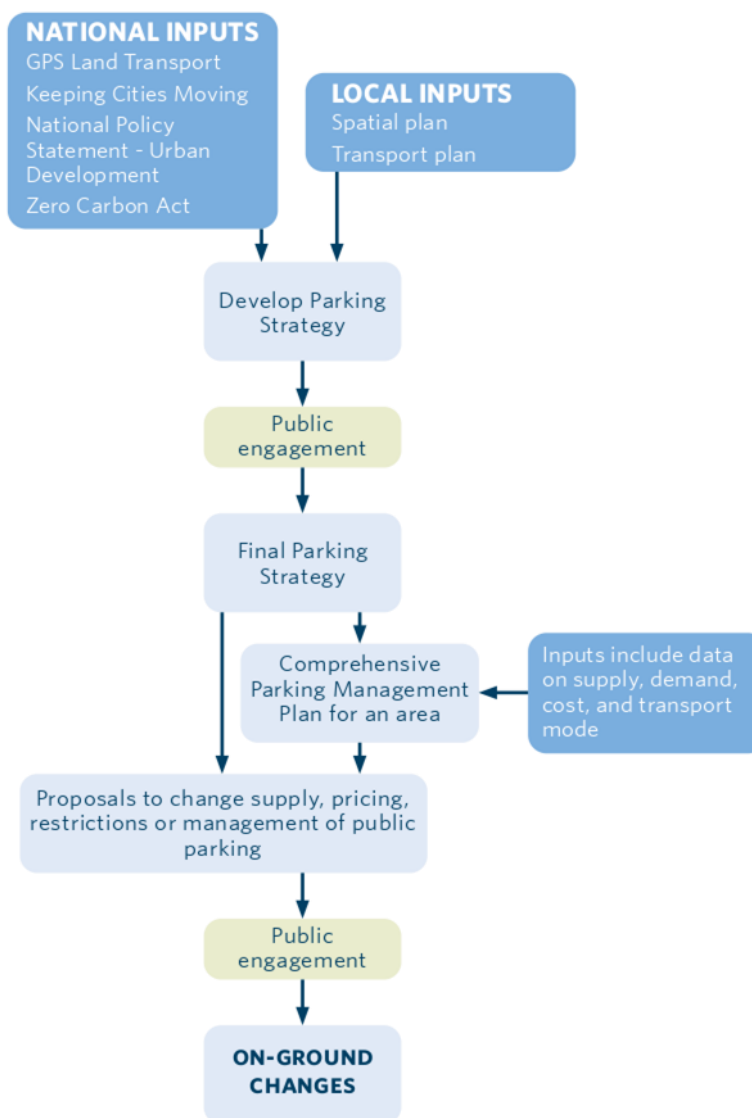 NATIONAL INPUTS
GPS Land Transport
Keeping Cities Moving
National Policy
Statement - Urban
Development
Zero Carbon Act
LOCAL INPUTS
Spatial plan
Transport plan
Develop Parking
Strategy
Public
engagement
Final Parking
Strategy
Comprehensive
Parking Management
Plan for an area
Inputs include data
on supply, demand,
cost, and transport
mode
Proposals to change supply, pricing,
restrictions or management of public
parking
Public
engagement
ON-GROUND
CHANGES